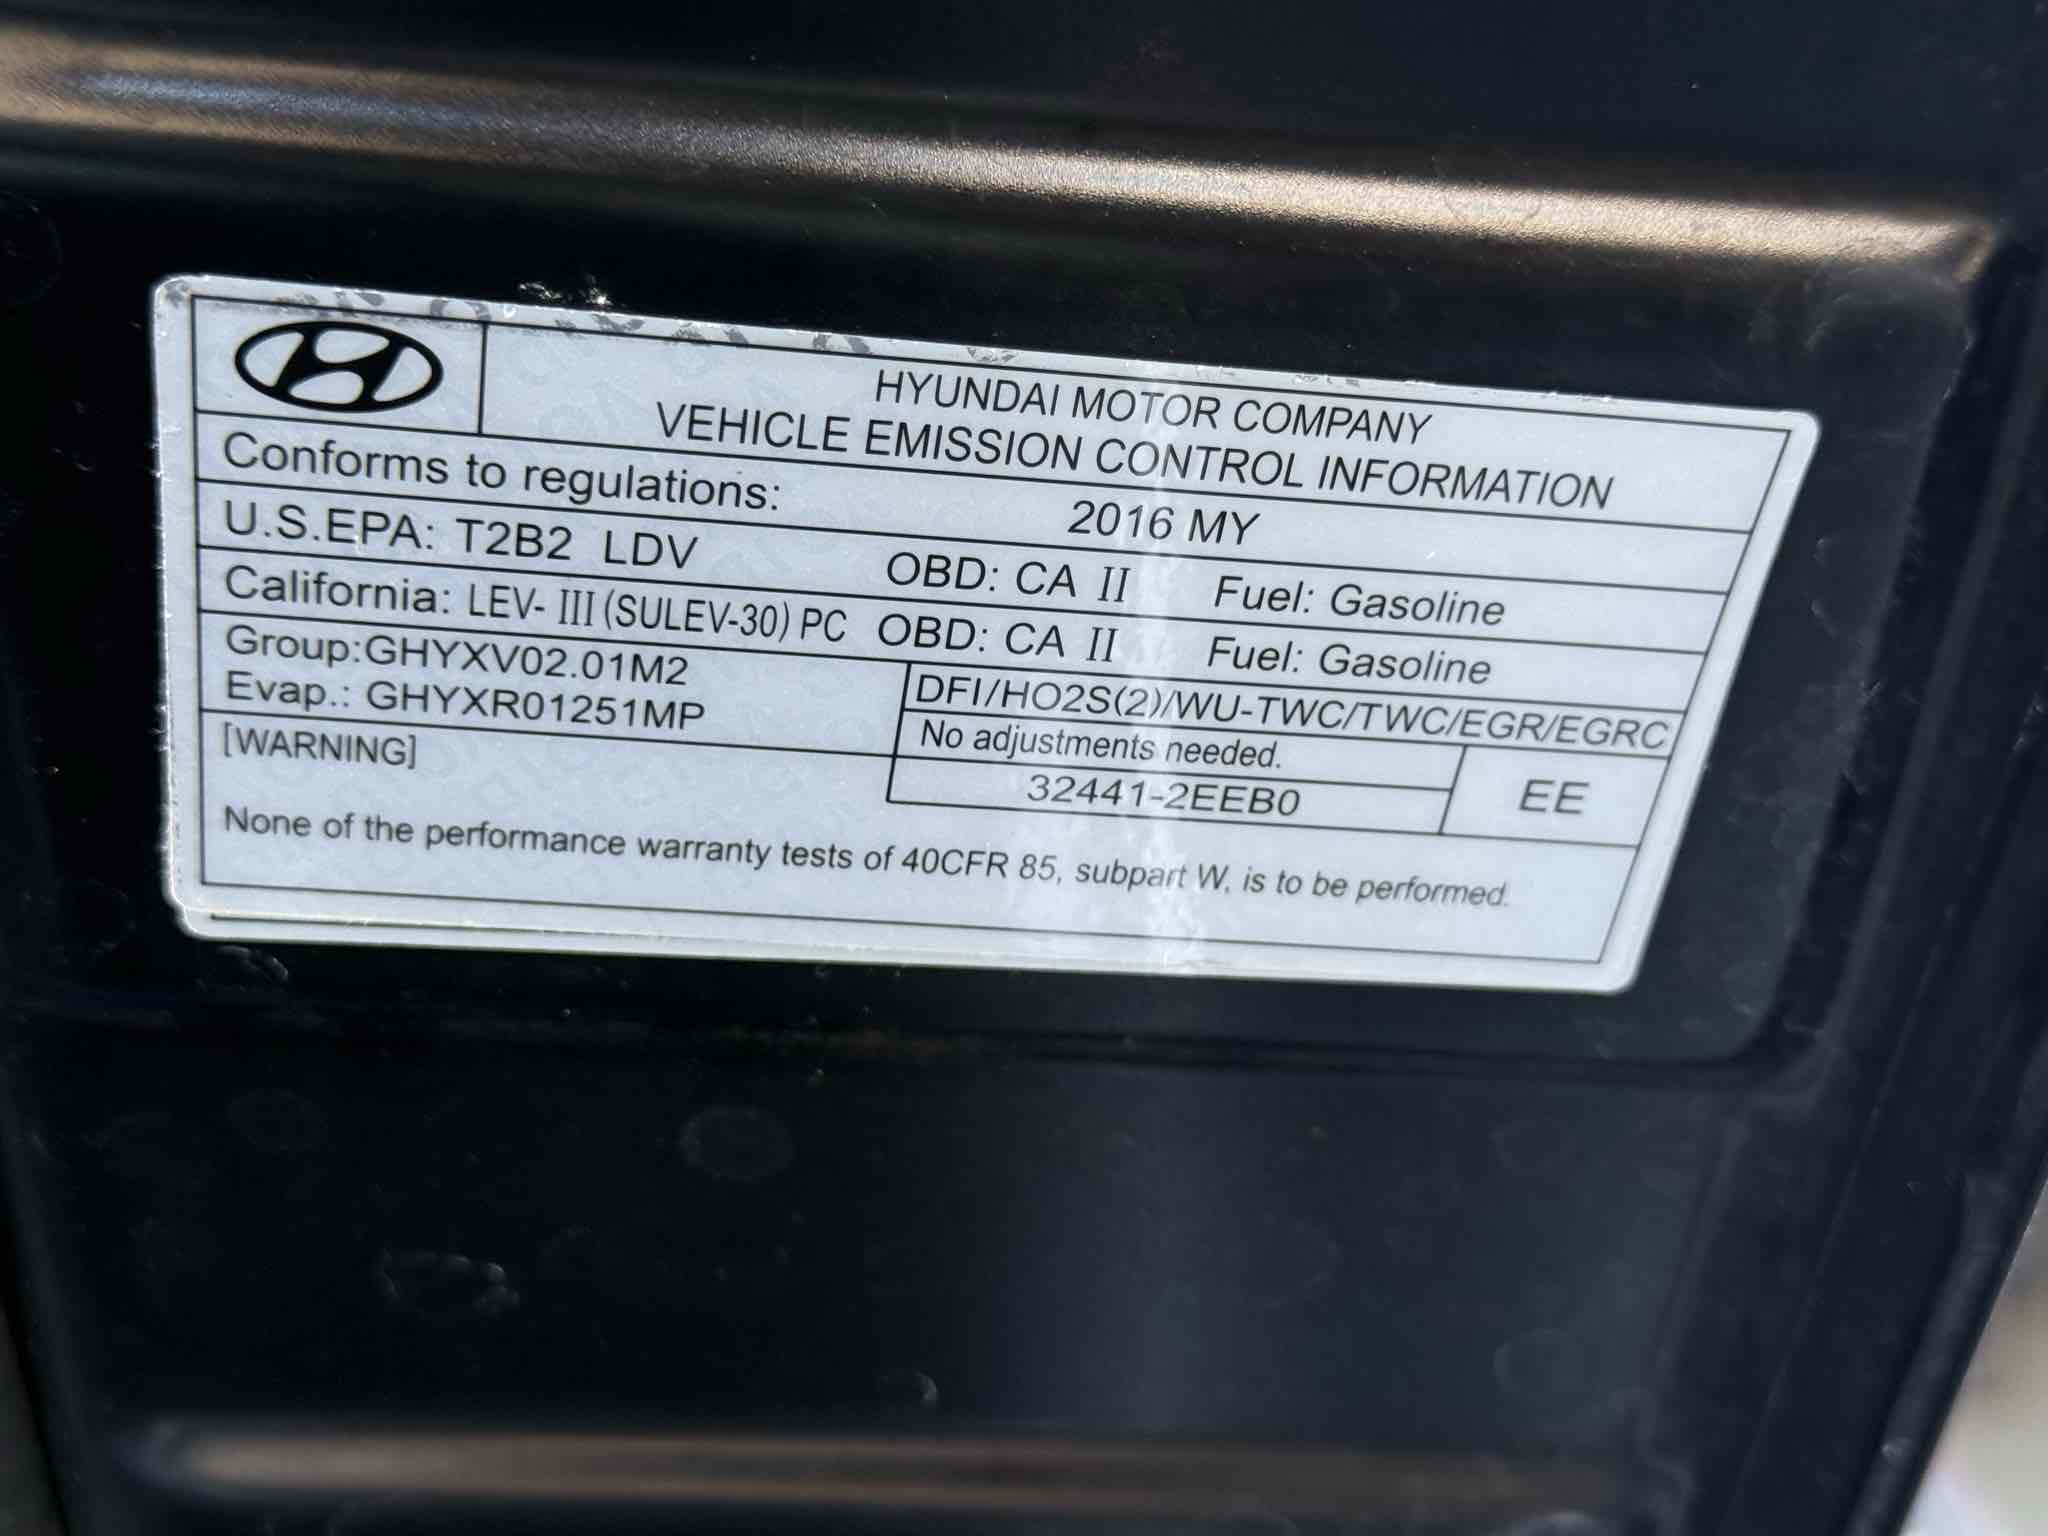 HYUNDAI MOTOR COMPANY
VEHICLE EMISSION CONTROL INFORMATION
Conforms to regulations: 2016 MY
U.S.EPA: T2B2 LDV OBD: CA II Fuel: Gasoline
California: LEV- III (SULEV-30) PC OBD: CA II Fuel: Gasoline
Group:GHYXV02.01M2
Evap.: GHYXR01251MP
DFI/HO2S(2)/WU-TWC/TWC/EGR/EGRC
No adjustments needed.
32441-2EEB0
EE
[WARNING]
None of the performance warranty tests of 40CFR 85, subpart W, is to be performed.